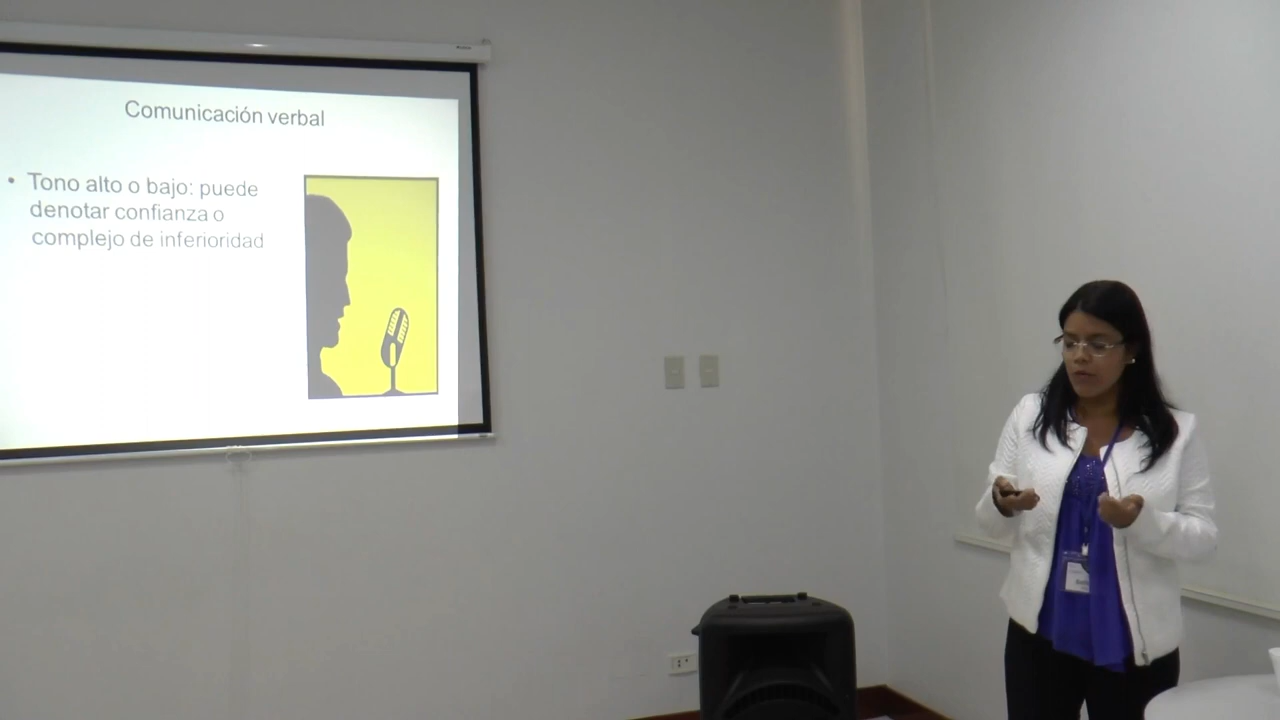 Comunicación verbal
• Tono alto o bajo: puede
denotar confianza o
complejo de inferioridad